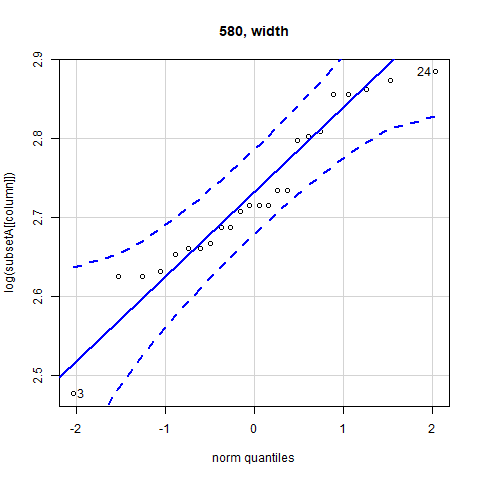 580, width
log(subsetA[[column]])
2.9
2.8
2.7
2.6
2.5
24
3
-2 -1 0 1 2
norm quantiles